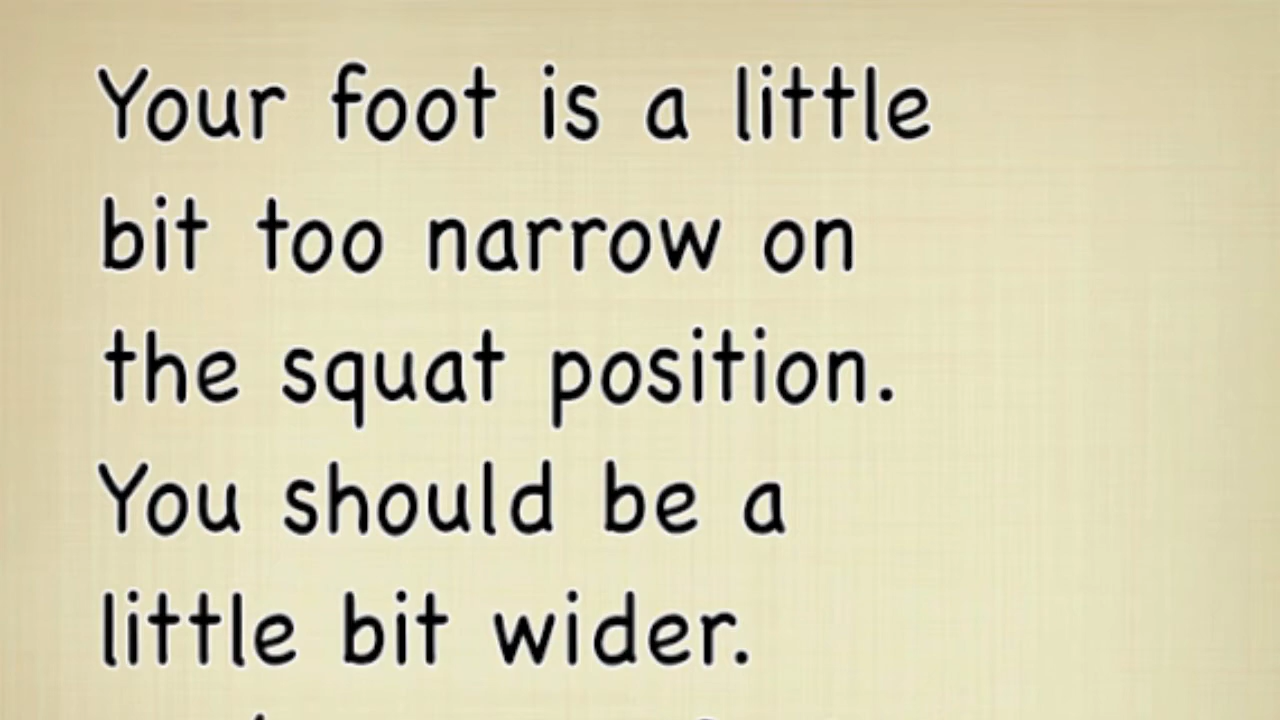 Your foot is a little
bit too narrow on
the squat position.
You should be a
little bit wider.